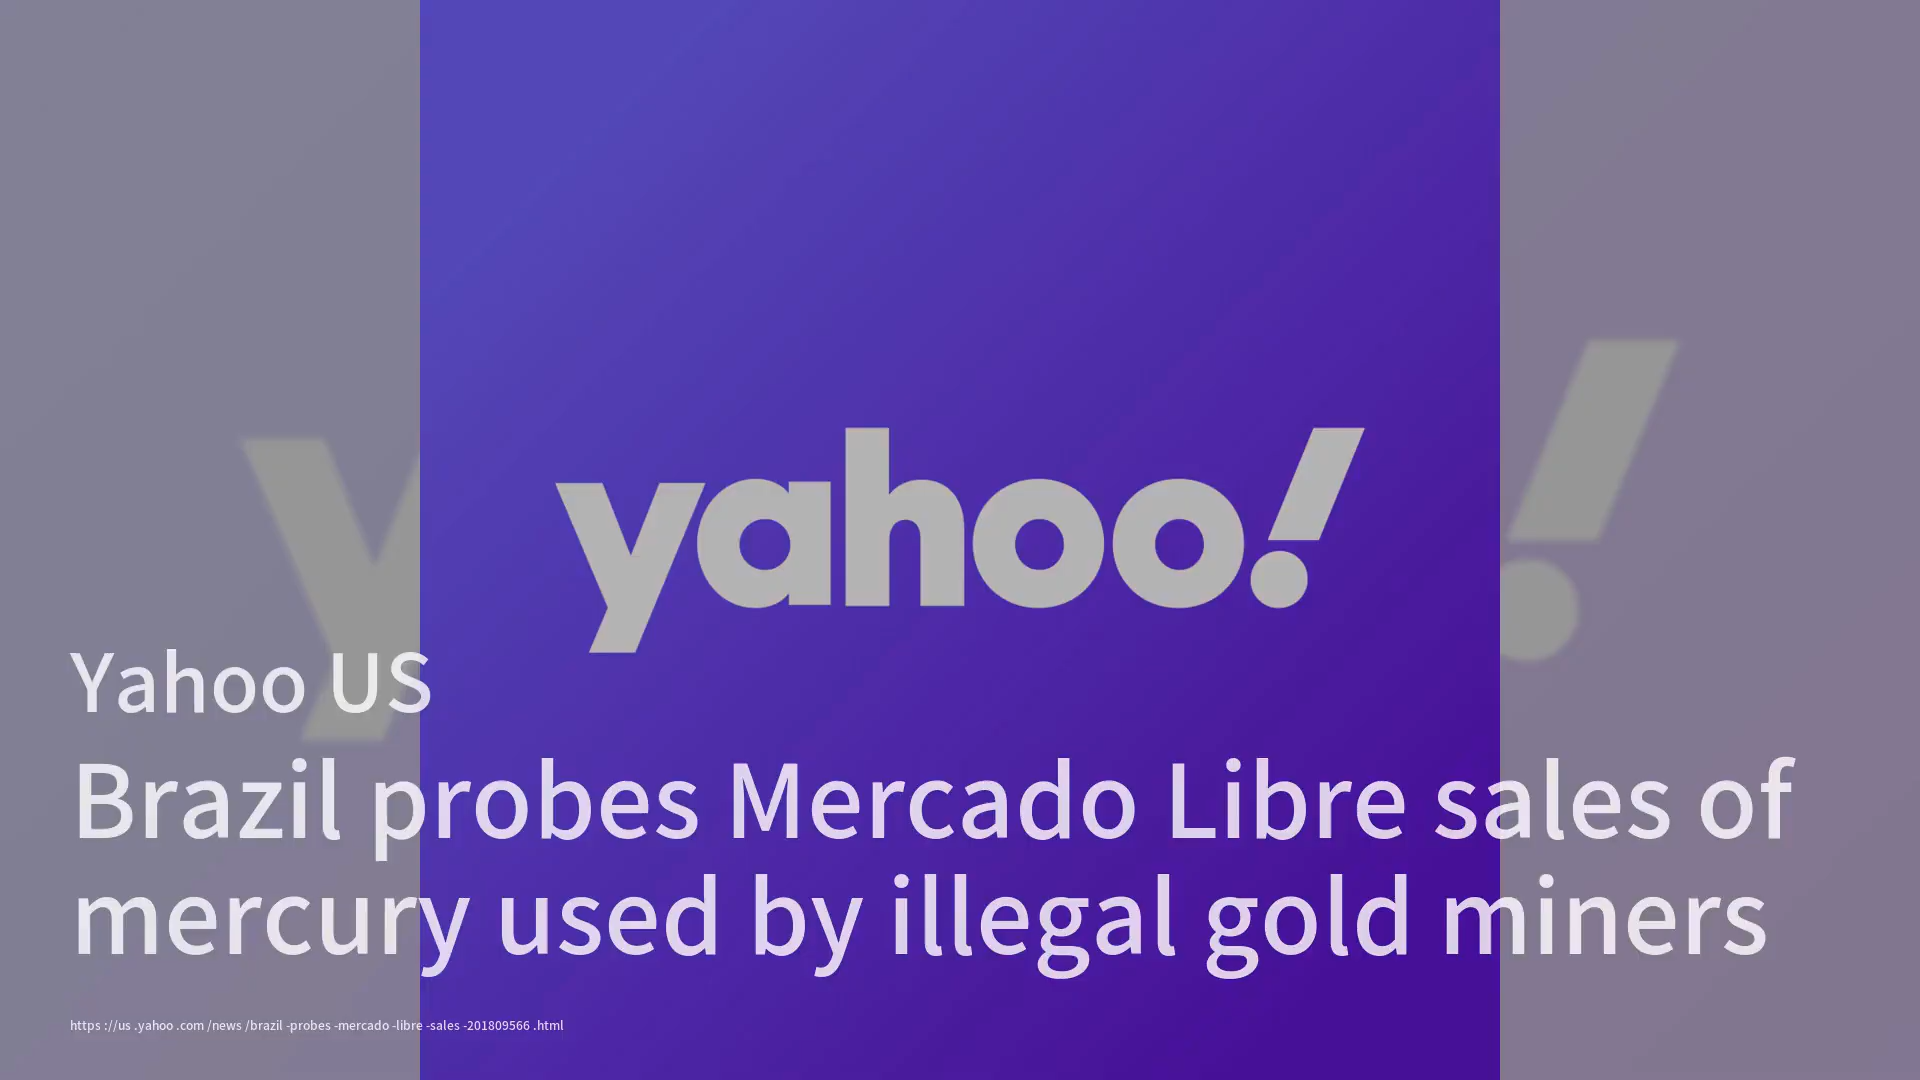 yahoo!
Yahoo US
Brazil probes Mercado Libre sales of
mercury used by illegal gold miners
https ://us .yahoo .com /news /brazil -probes -mercado -libre -sales -201809566 .html